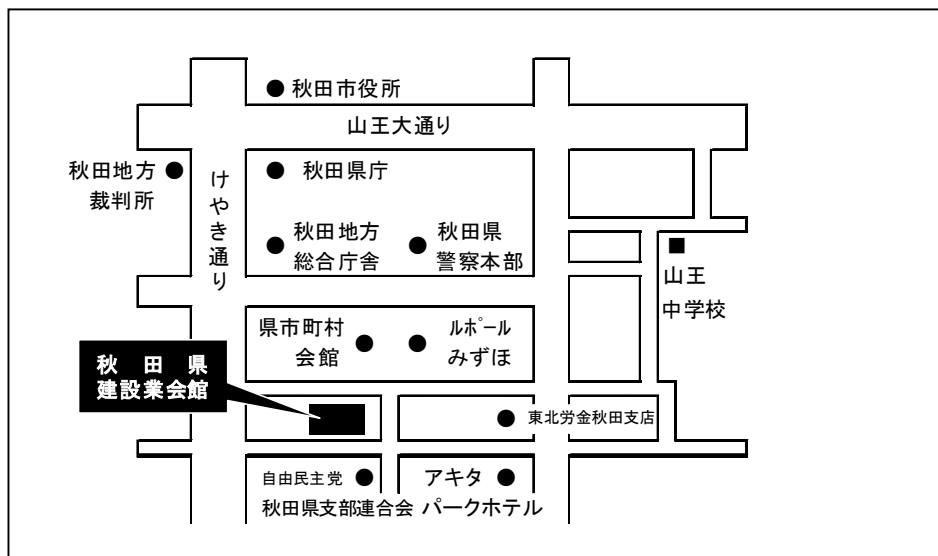 秋田市役所
山王大通り
秋田地方
裁判所
けやき通り
秋田県庁
秋田地方
総合庁舎
秋田県
警察本部
山王
中学校
県市町村
会館
ルポール
みずほ
秋田県
建設業会館
東北労金秋田支店
自由民主党
秋田県支部連合会
アキタ
パークホテル